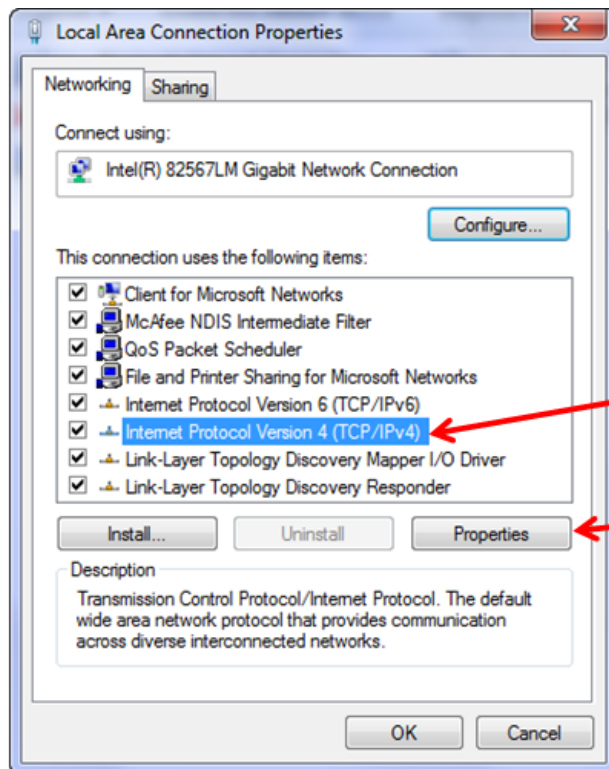 Local Area Connection Properties
Networking
Sharing
Connect using:
Intel(R) 82567LM Gigabit Network Connection
Configure...
This connection uses the following items:
Client for Microsoft Networks
McAfee NDIS Intermediate Filter
QoS Packet Scheduler
File and Printer Sharing for Microsoft Networks
Internet Protocol Version 6 (TCP/IPv6)
Internet Protocol Version 4 (TCP/IPv4)
Link-Layer Topology Discovery Mapper I/O Driver
Link-Layer Topology Discovery Responder
Install...
Uninstall
Properties
Description
Transmission Control Protocol/Internet Protocol. The default
wide area network protocol that provides communication
across diverse interconnected networks.
OK
Cancel